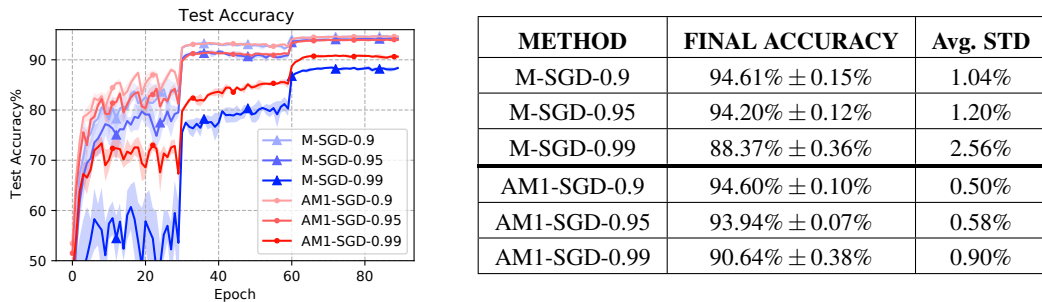 Test Accuracy
Test Accuracy%
90
80
70
60
50
M-SGD-0.9
M-SGD-0.95
M-SGD-0.99
AM1-SGD-0.9
AM1-SGD-0.95
AM1-SGD-0.99
0 20 40 60 80
Epoch
METHOD FINAL ACCURACY Avg. STD
M-SGD-0.9 94.61% ± 0.15% 1.04%
M-SGD-0.95 94.20% ± 0.12% 1.20%
M-SGD-0.99 88.37% ± 0.36% 2.56%
AM1-SGD-0.9 94.60% ± 0.10% 0.50%
AM1-SGD-0.95 93.94% ± 0.07% 0.58%
AM1-SGD-0.99 90.64% ± 0.38% 0.90%